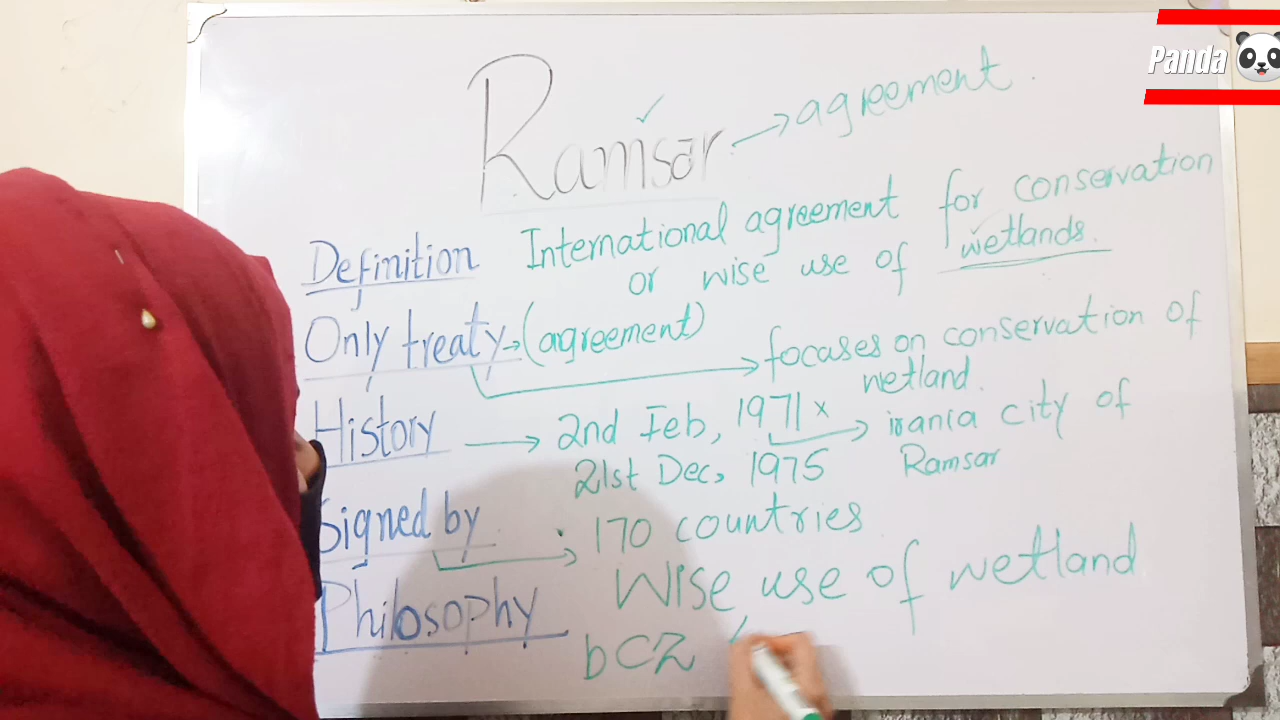 Panda
Ramsar → agreement.
Definition International agreement for conservation
or wise use of wetlands.
Only treaty → (agreement)
→ focases on conservation of
wetland.
History → 2nd Feb, 1971 x → irania city of
Ramsar
21st Dec, 1975
Signed by → 170 countries
Philosophy Wise use of wetland
bCZ